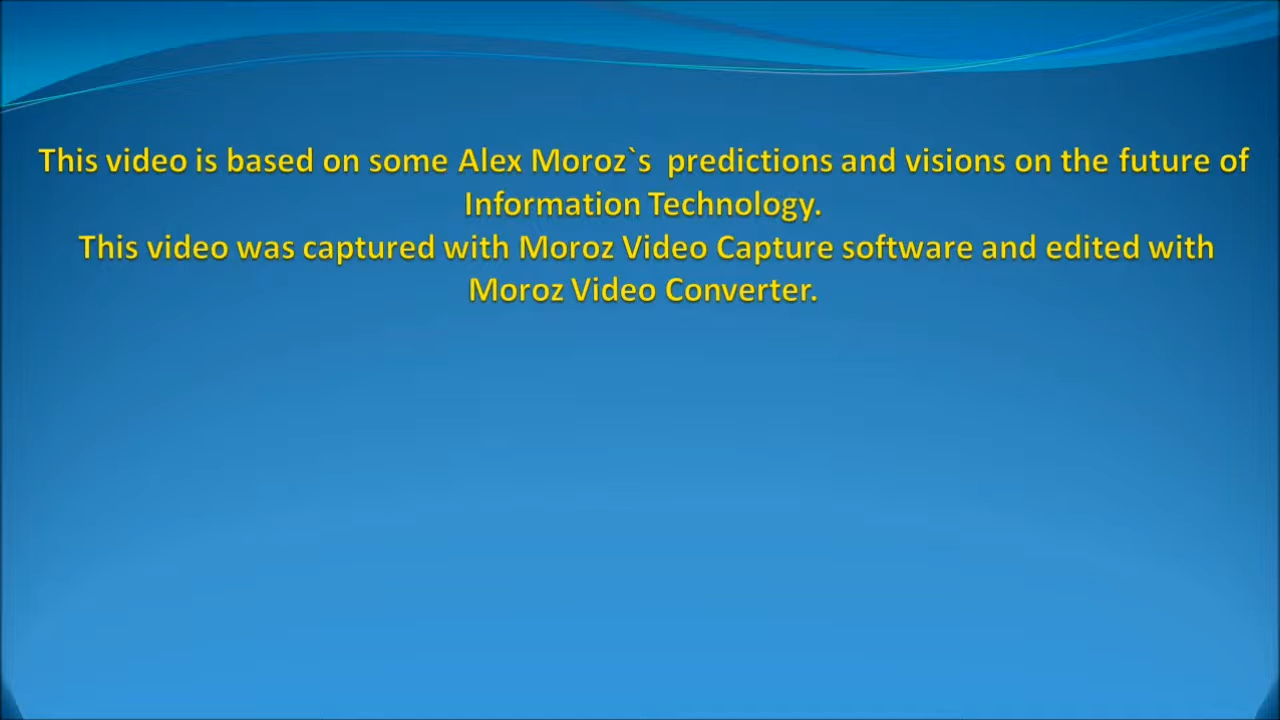 This video is based on some Alex Moroz`s  predictions and visions on the future of
Information Technology.
This video was captured with Moroz Video Capture software and edited with
Moroz Video Converter.